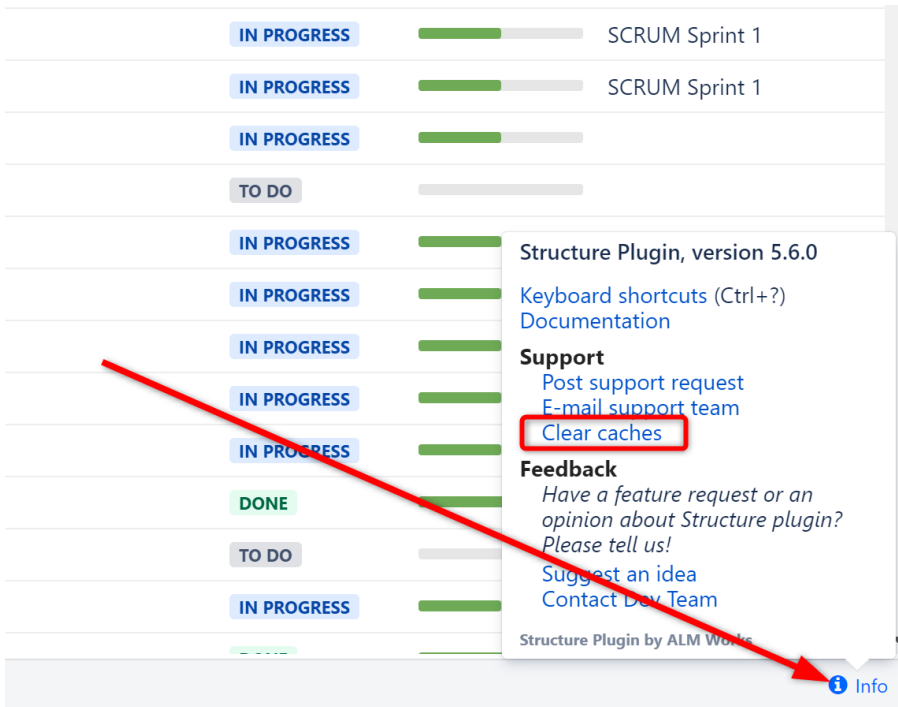 IN PROGRESS SCRUM Sprint 1
IN PROGRESS SCRUM Sprint 1
IN PROGRESS
TO DO
IN PROGRESS
IN PROGRESS
IN PROGRESS
IN PROGRESS
IN PROGRESS
DONE
TO DO
IN PROGRESS
DONE
Structure Plugin, version 5.6.0
Keyboard shortcuts (Ctrl+?)
Documentation
Support
Post support request
E-mail support team
Clear caches
Feedback
Have a feature request or an
opinion about Structure plugin?
Please tell us!
Suggest an idea
Contact Dev Team
Structure Plugin by ALM Works
Info